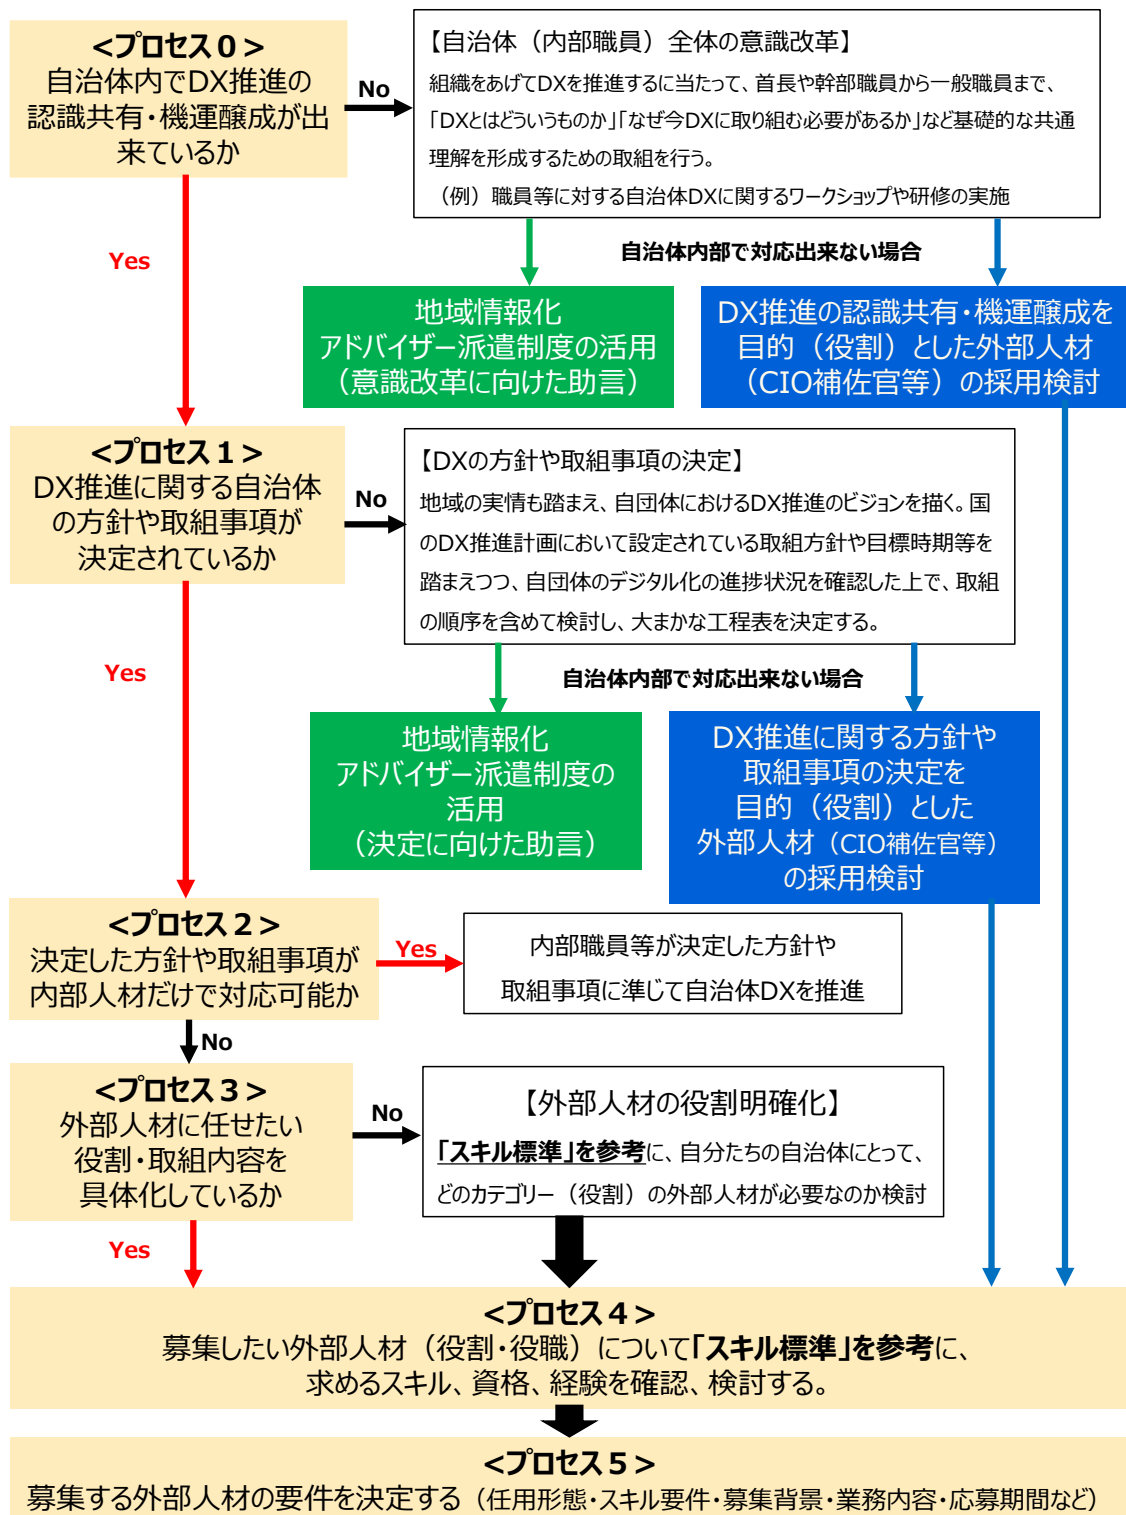 <プロセス０>
自治体内でDX推進の
認識共有・機運醸成が出
来ているか
No
【自治体（内部職員）全体の意識改革】
組織をあげてDXを推進するに当たって、首長や幹部職員から一般職員まで、
「DXとはどういうものか」「なぜ今DXに取り組む必要があるか」など基礎的な共通
理解を形成するための取組を行う。
（例）職員等に対する自治体DXに関するワークショップや研修の実施
Yes
自治体内部で対応出来ない場合
地域情報化
アドバイザー派遣制度の活用
（意識改革に向けた助言）
DX推進の認識共有・機運醸成を
目的（役割）とした外部人材
（CIO補佐官等）の採用検討
<プロセス１>
DX推進に関する自治体
の方針や取組事項が
決定されているか
No
【DXの方針や取組事項の決定】
地域の実情も踏まえ、自団体におけるDX推進のビジョンを描く。国
のDX推進計画において設定されている取組方針や目標時期等を
踏まえつつ、自団体のデジタル化の進捗状況を確認した上で、取組
の順序を含めて検討し、大まかな工程表を決定する。
Yes
自治体内部で対応出来ない場合
地域情報化
アドバイザー派遣制度の
活用
（決定に向けた助言）
DX推進に関する方針や
取組事項の決定を
目的（役割）とした
外部人材（CIO補佐官等）
の採用検討
<プロセス２>
決定した方針や取組事項が
内部人材だけで対応可能か
Yes
内部職員等が決定した方針や
取組事項に準じて自治体DXを推進
No
<プロセス３>
外部人材に任せたい
役割・取組内容を
具体化しているか
No
【外部人材の役割明確化】
「スキル標準」を参考に、自分たちの自治体にとって、
どのカテゴリー（役割）の外部人材が必要なのか検討
Yes
<プロセス４>
募集したい外部人材（役割・役職）について「スキル標準」を参考に、
求めるスキル、資格、経験を確認、検討する。
<プロセス５>
募集する外部人材の要件を決定する（任用形態・スキル要件・募集背景・業務内容・応募期間など）